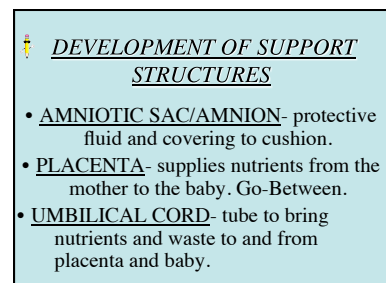 DEVELOPMENT OF SUPPORT
STRUCTURES
• AMNIOTIC SAC/AMNION- protective
fluid and covering to cushion.
• PLACENTA- supplies nutrients from the
mother to the baby. Go-Between.
• UMBILICAL CORD- tube to bring
nutrients and waste to and from
placenta and baby.